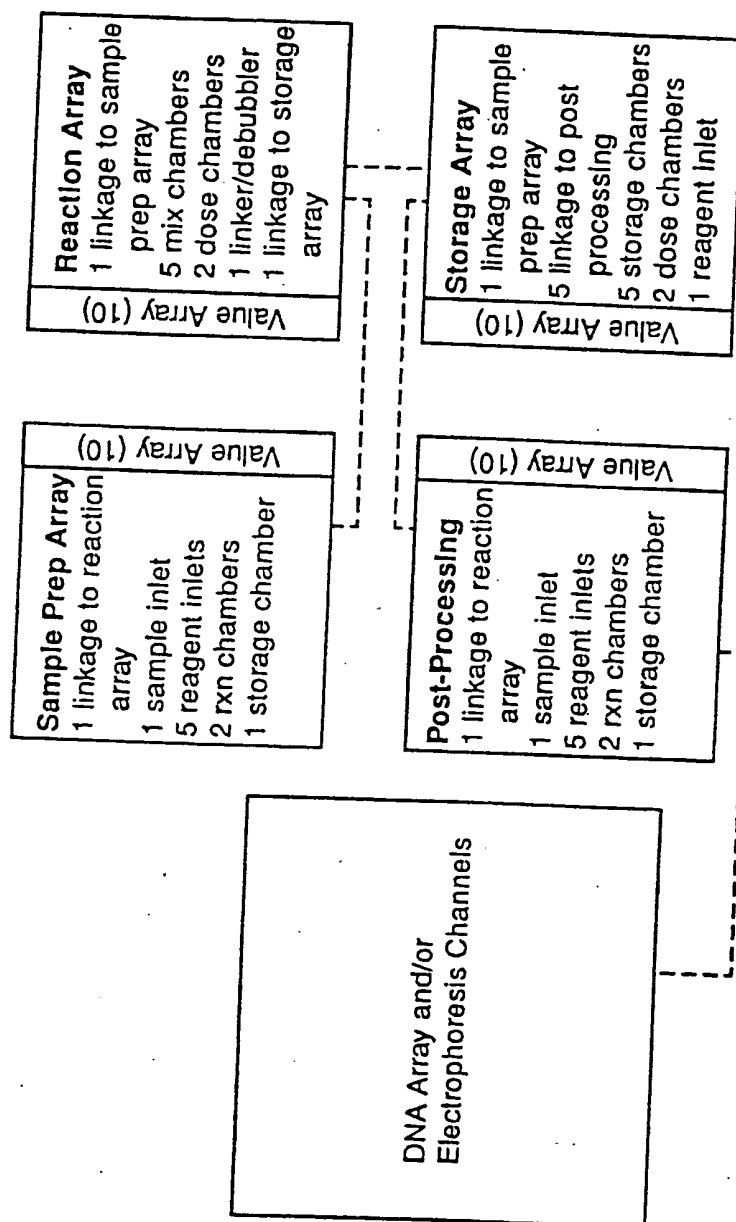 DNA Array and/or
Electrophoresis Channels
Sample Prep Array
1 linkage to reaction
array
1 sample inlet
5 reagent inlets
2 rxn chambers
1 storage chamber
Value Array (10)
Reaction Array
1 linkage to sample
prep array
5 mix chambers
2 dose chambers
1 linker/debubbler
1 linkage to storage
array
Value Array (10)
Post-Processing
1 linkage to reaction
array
1 sample inlet
5 reagent inlets
2 rxn chambers
1 storage chamber
Value Array (10)
Storage Array
1 linkage to sample
prep array
5 linkage to post
processing
5 storage chambers
2 dose chambers
1 reagent inlet
Value Array (10)